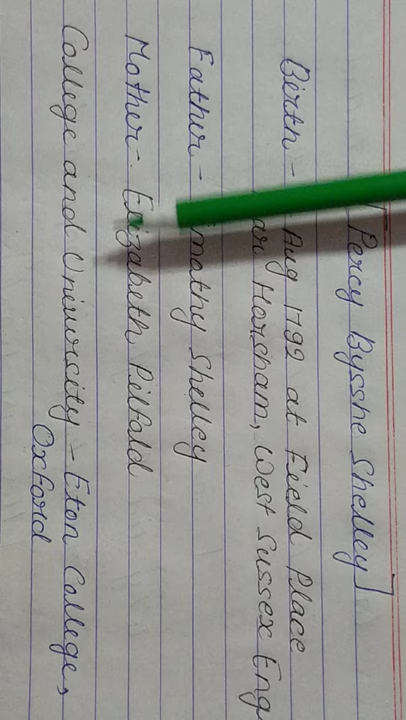 [Percy Bysshe Shelley]
Birth - Aug 1792 at Field Place
Horsham, West Sussex Eng
Father - Shelley
Mother - Elizabeth Pilfold
College and University - Eton College,
Oxford